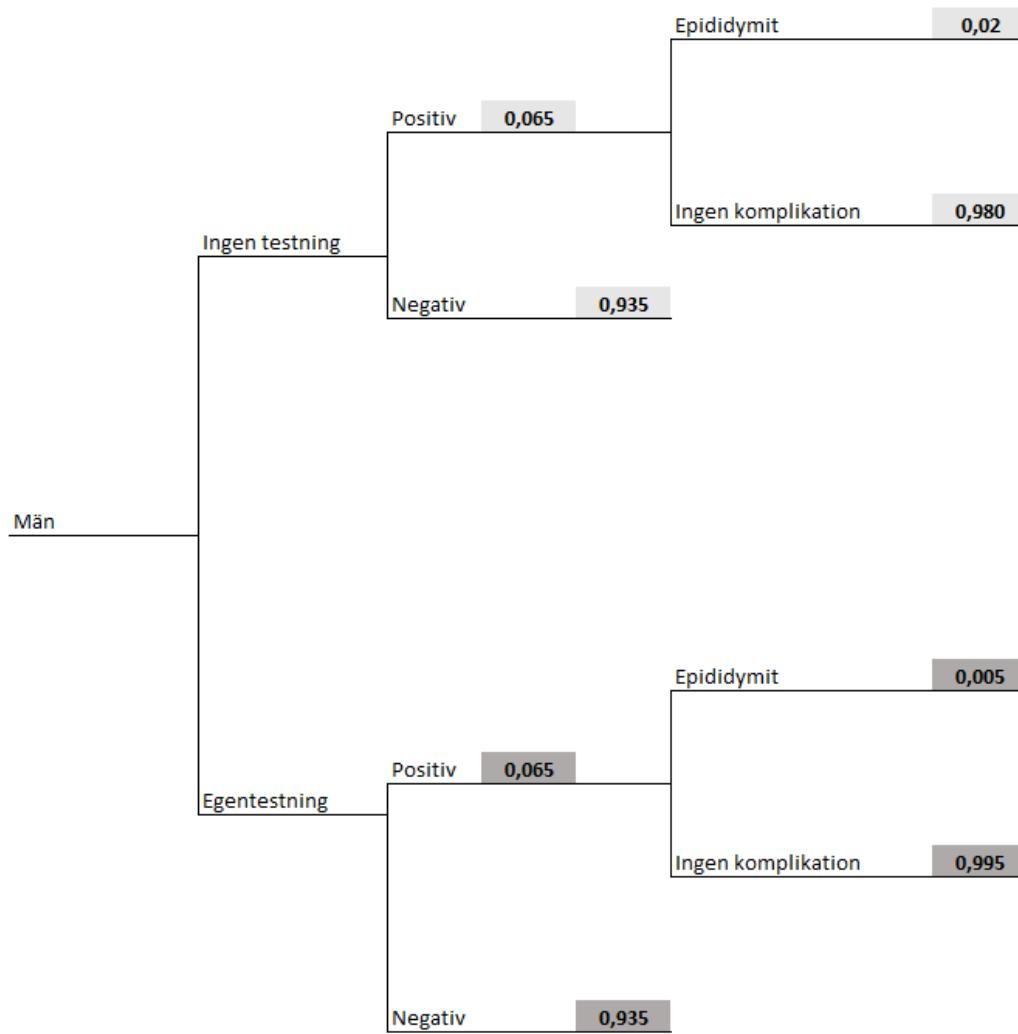 Epididymit 0,02
Positiv 0,065
Ingen komplikation 0,980
Ingen testning
Negativ 0,935
Män
Epididymit 0,005
Positiv 0,065
Egentestning
Ingen komplikation 0,995
Negativ 0,935